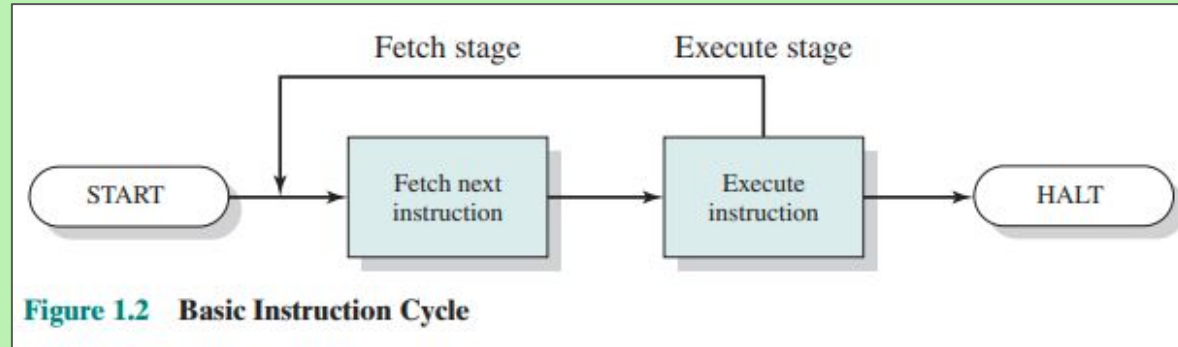 Fetch stage Execute stage
START
Fetch next
instruction
Execute
instruction
HALT
Figure 1.2 Basic Instruction Cycle